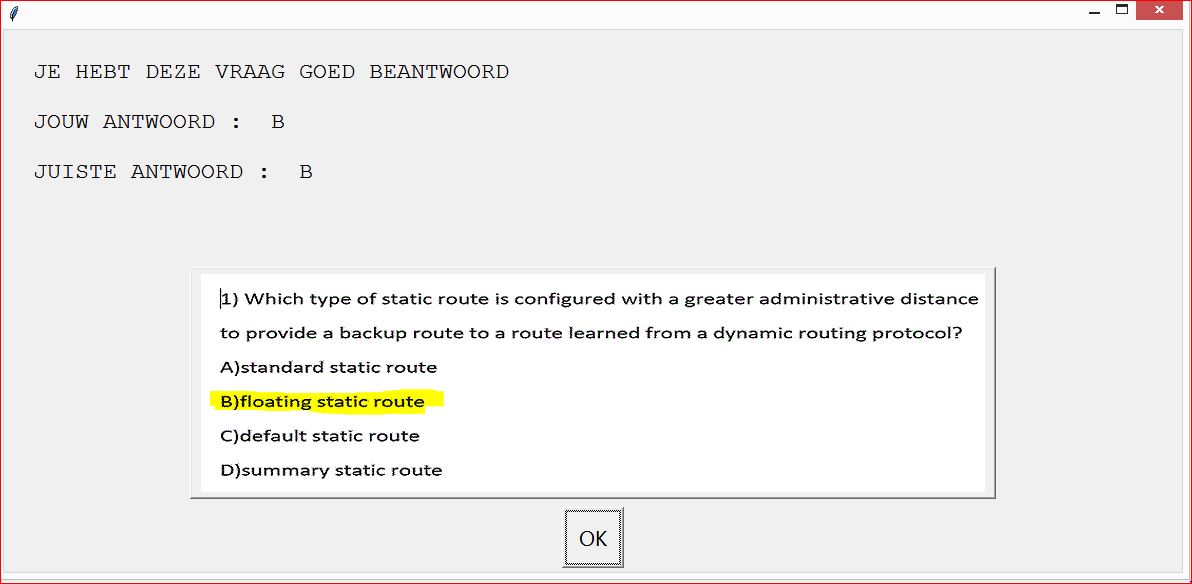 JE HEBT DEZE VRAAG GOED BEANTWOORD
JOUW ANTWOORD :  B
JUISTE ANTWOORD :  B
1) Which type of static route is configured with a greater administrative distance
to provide a backup route to a route learned from a dynamic routing protocol?
A)standard static route
B)floating static route
C)default static route
D)summary static route
OK